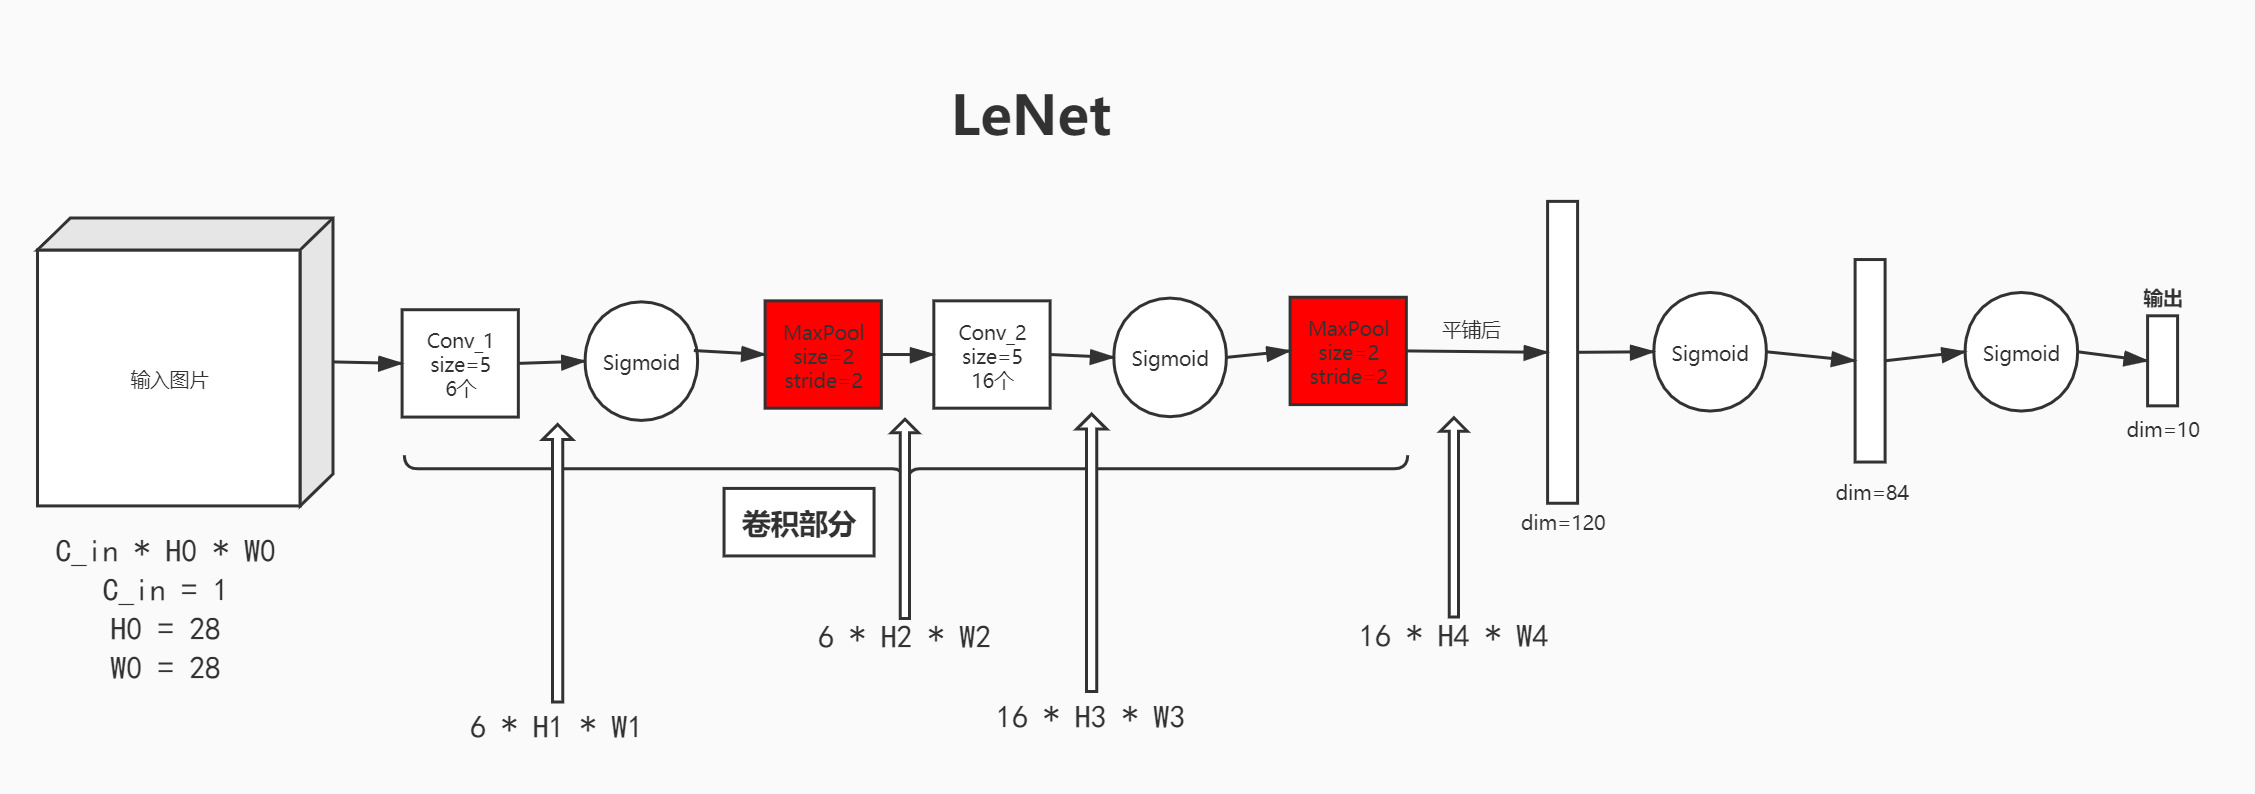 LeNet
输入图片
C_in * H0 * W0
C_in = 1
H0 = 28
W0 = 28
Conv_1
size=5
6个
Sigmoid
MaxPool
size=2
stride=2
Conv_2
size=5
16个
Sigmoid
MaxPool
size=2
stride=2
平铺后
Sigmoid
Sigmoid
输出
dim=10
dim=84
dim=120
卷积部分
6 * H1 * W1
6 * H2 * W2
16 * H3 * W3
16 * H4 * W4